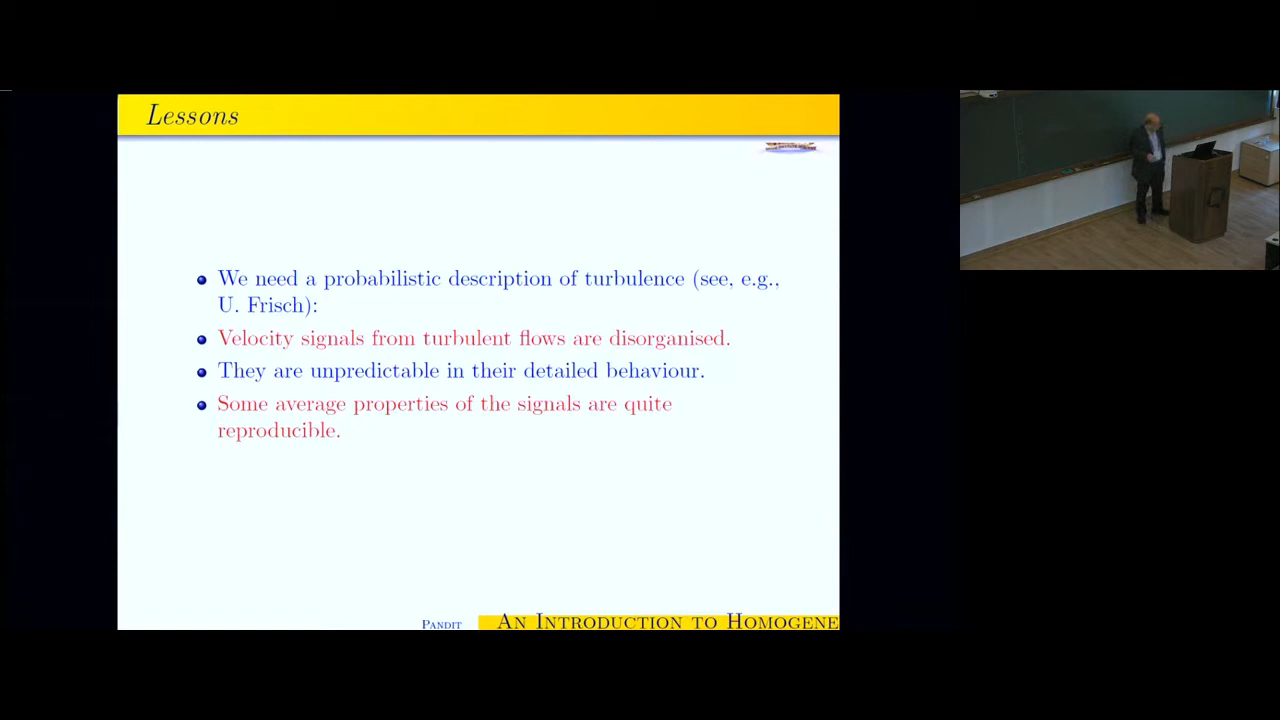 Lessons
We need a probabilistic description of turbulence (see, e.g.,
U. Frisch):
Velocity signals from turbulent flows are disorganised.
They are unpredictable in their detailed behaviour.
Some average properties of the signals are quite
reproducible.
Pandit An Introduction to Homogene